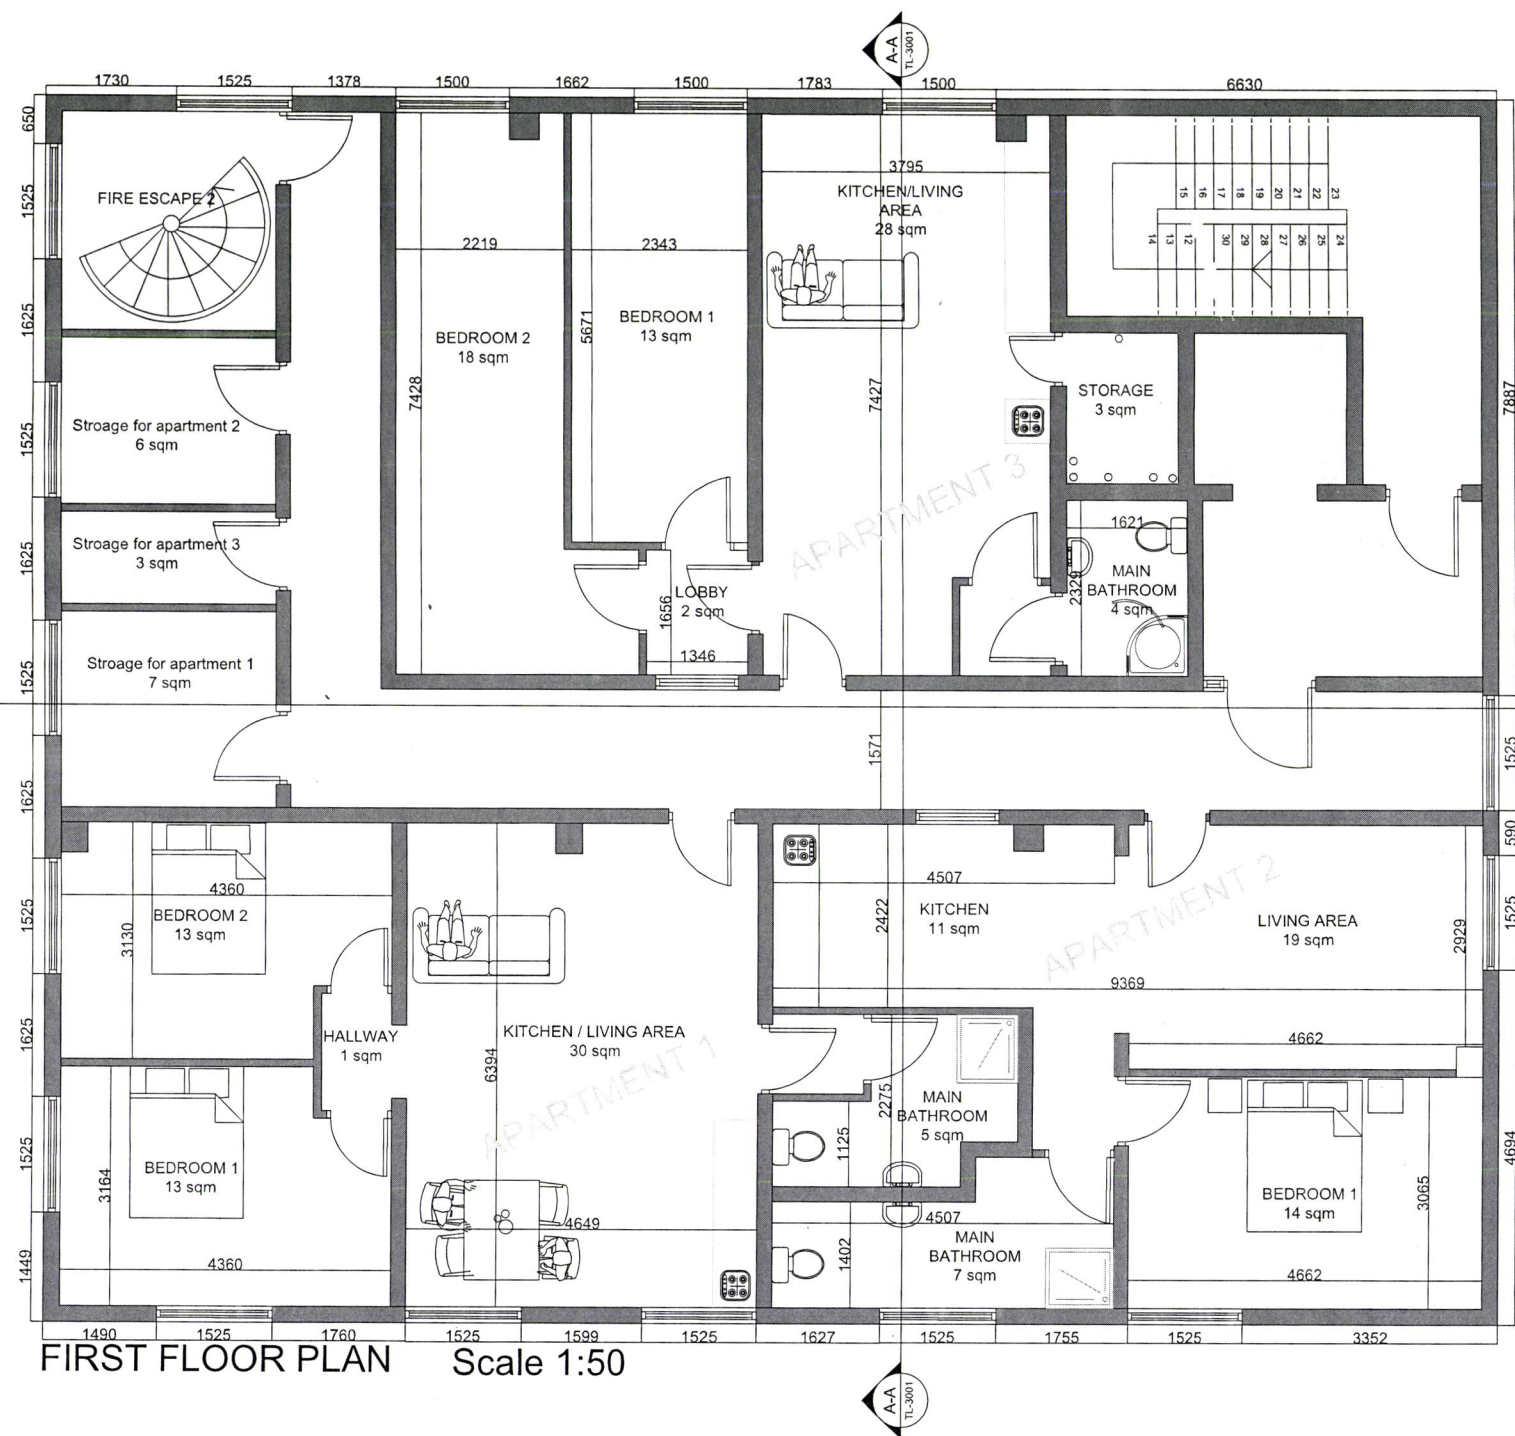 A-A
TL-3001
1730
1525
1378
1500
1662
1500
1783
1500
6630
650
1525
1625
1525
1625
1525
1625
1525
1625
1525
1449
FIRE ESCAPE 2
3795
KITCHEN/LIVING
AREA
28 sqm
15
16
17
18
19
20
21
22
23
14
13
12
30
29
28
27
26
25
24
2219
2343
BEDROOM 2
18 sqm
5671
BEDROOM 1
13 sqm
7428
7427
STORAGE
3 sqm
7887
Stroage for apartment 2
6 sqm
APARTMENT 3
Stroage for apartment 3
3 sqm
1621
MAIN
BATHROOM
4 sqm
2329
LOBBY
2 sqm
1656
1346
Stroage for apartment 1
7 sqm
1571
1525
590
1525
4694
4360
BEDROOM 2
13 sqm
3130
4507
KITCHEN
11 sqm
2422
APARTMENT 2
LIVING AREA
19 sqm
2929
9369
HALLWAY
1 sqm
KITCHEN / LIVING AREA
30 sqm
6394
APARTMENT 1
4662
MAIN
BATHROOM
5 sqm
2275
1125
BEDROOM 1
13 sqm
3164
4360
4649
4507
MAIN
BATHROOM
7 sqm
1402
BEDROOM 1
14 sqm
3065
4662
1490
1525
1760
1525
1599
1525
1627
1525
1755
1525
3352
FIRST FLOOR PLAN Scale 1:50
A-A
TL-3001